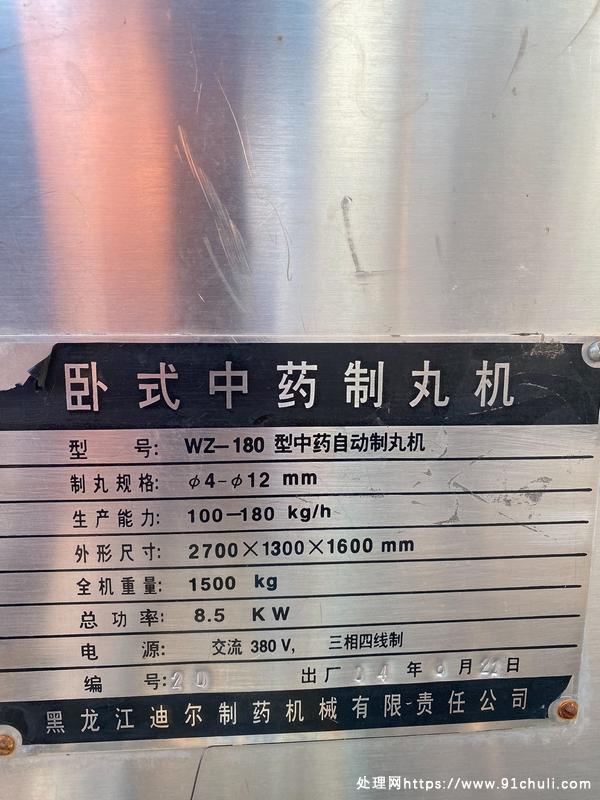 卧式中药制丸机
型 号: WZ-180 型中药自动制丸机
制丸规格: φ4-φ12 mm
生产能力: 100-180 kg/h
外形尺寸: 2700×1300×1600 mm
全机重量: 1500 kg
总功率: 8.5 KW
电 源: 交流 380 V, 三相四线制
编 号: 20 出厂 年 月 日
黑龙江迪尔制药机械有限责任公司
处理网https://www.91chuli.com